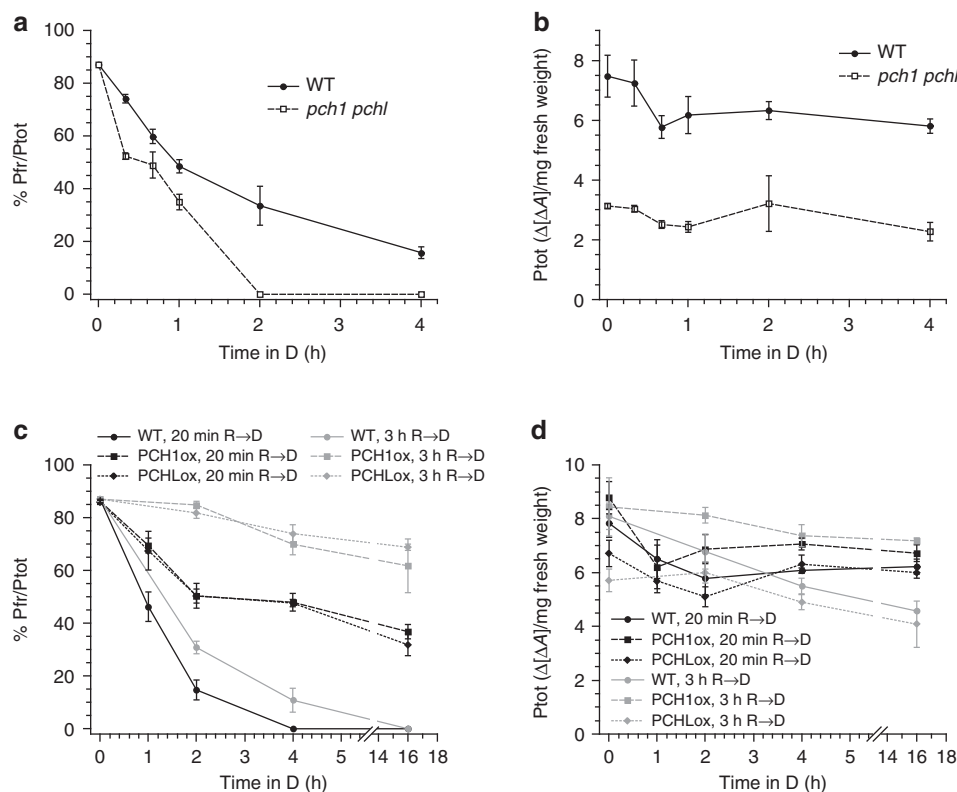 a
100
80
60
40
20
0
% Pfr/Ptot
WT
pch1 pchl
0 1 2 3 4
Time in D (h)
b
8
6
4
2
0
Ptot (Δ[ΔA]/mg fresh weight)
WT
pch1 pchl
0 1 2 3 4
Time in D (h)
c
WT, 20 min R→D
PCH1ox, 20 min R→D
PCHLox, 20 min R→D
WT, 3 h R→D
PCH1ox, 3 h R→D
PCHLox, 3 h R→D
100
80
60
40
20
0
% Pfr/Ptot
0 1 2 3 4 5 14 16 18
Time in D (h)
d
10
8
6
4
2
0
Ptot (Δ[ΔA]/mg fresh weight)
WT, 20 min R→D
PCH1ox, 20 min R→D
PCHLox, 20 min R→D
WT, 3 h R→D
PCH1ox, 3 h R→D
PCHLox, 3 h R→D
0 1 2 3 4 5 14 16 18
Time in D (h)